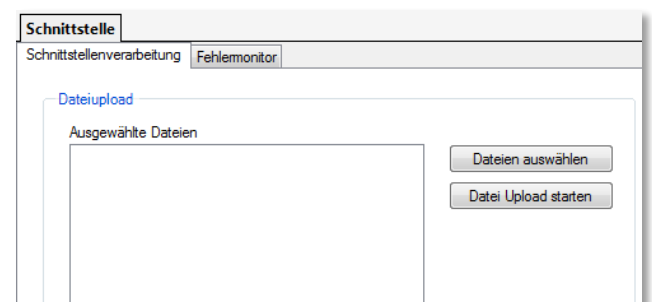 Schnittstelle
Schnittstellenverarbeitung Fehlermonitor
Dateiupload
Ausgewählte Dateien
Dateien auswählen
Datei Upload starten